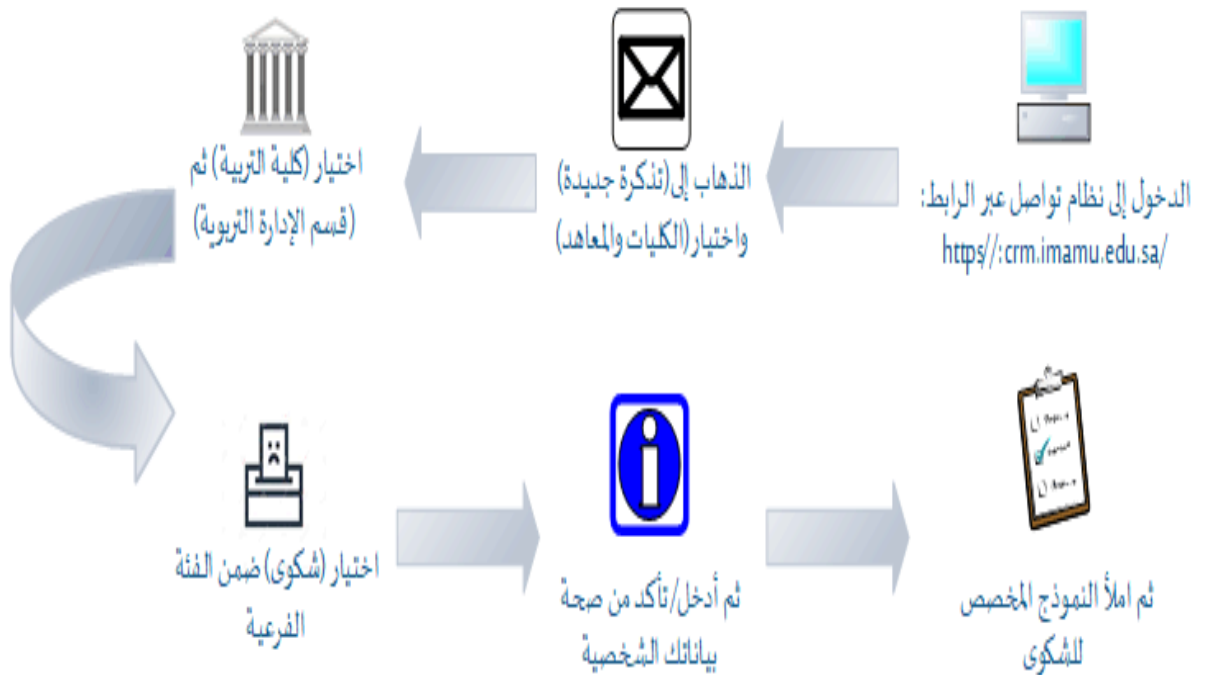 الدخول إلى نظام تواصل عبر الرابط:
https//:crm.imamu.edu.sa/
الذهاب إلى(تذكرة جديدة)
واختيار (الكليات والمعاهد)
اختيار (كلية التربية) ثم
(قسم الإدارة التربوية)
اختيار (شكوى) ضمن الفئة
الفرعية
ثم أدخل/تأكد من صحة
بياناتك الشخصية
ثم املأ النموذج المخصص
للشكوى